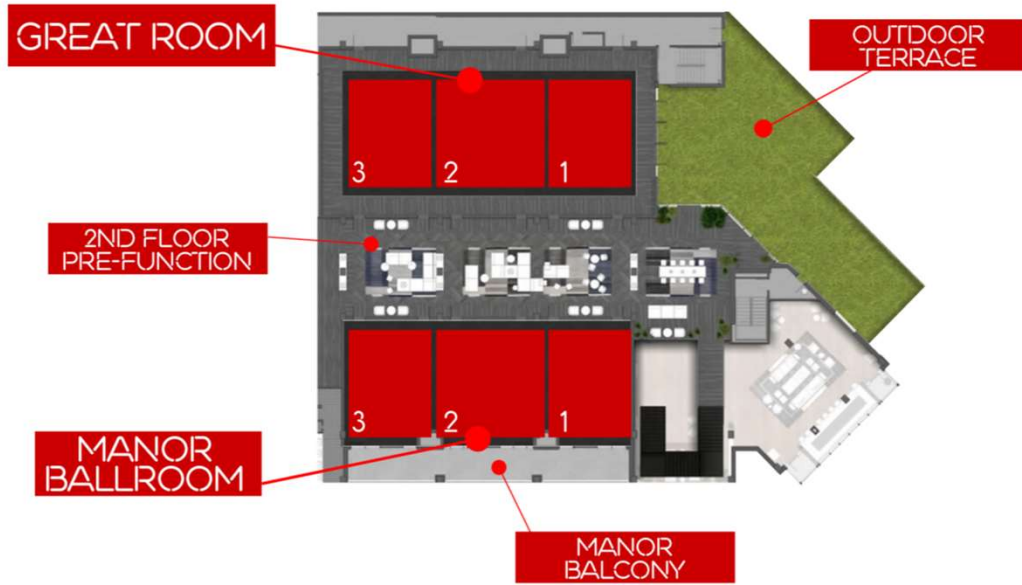 GREAT ROOM
OUTDOOR
TERRACE
3 2 1
2ND FLOOR
PRE-FUNCTION
3 2 1
MANOR
BALLROOM
MANOR
BALCONY